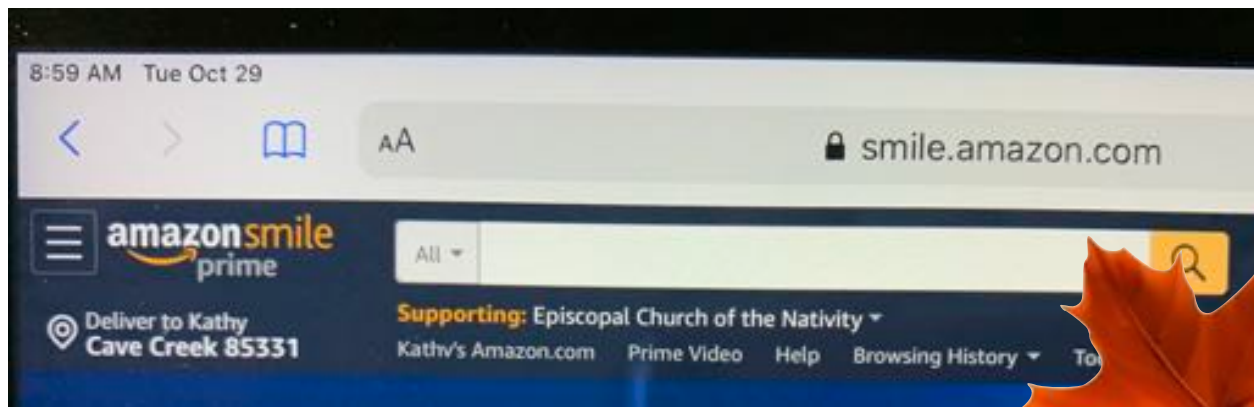 8:59 AM Tue Oct 29
AA smile.amazon.com
amazonsmile
prime
All
Deliver to Kathy
Cave Creek 85331
Supporting: Episcopal Church of the Nativity
Kathy's Amazon.com Prime Video Help Browsing History